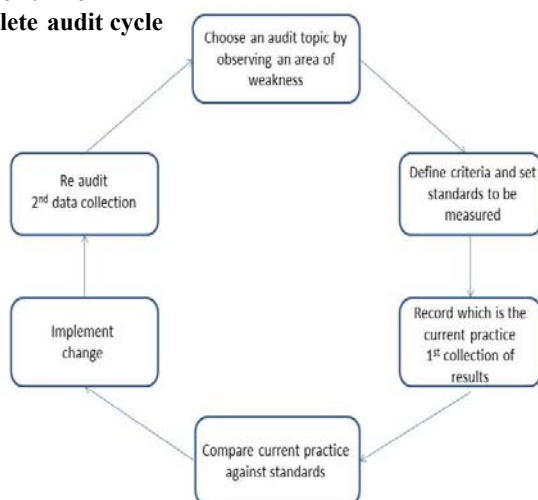 lete audit cycle
Choose an audit topic by
observing an area of
weakness
Define criteria and set
standards to be
measured
Record which is the
current practice
1st collection of
results
Compare current practice
against standards
Implement
change
Re audit
2nd data collection